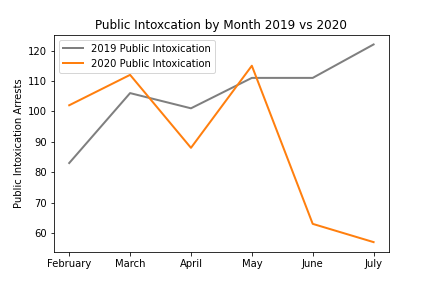 Public Intoxcation by Month 2019 vs 2020
2019 Public Intoxication
2020 Public Intoxication
Public Intoxication Arrests
120
110
100
90
80
70
60
February March April May June July